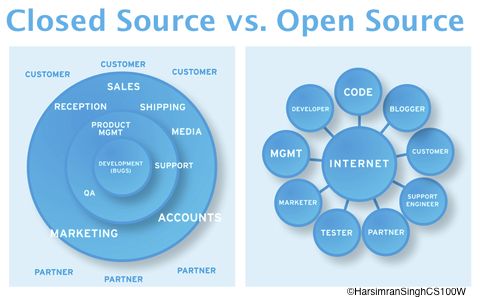 Closed Source vs. Open Source
CUSTOMER
CUSTOMER
CUSTOMER
SALES
RECEPTION
SHIPPING
PRODUCT
MGMT
MEDIA
DEVELOPMENT
(BUGS)
SUPPORT
QA
ACCOUNTS
MARKETING
PARTNER
PARTNER
PARTNER
CODE
DEVELOPER
BLOGGER
MGMT
INTERNET
CUSTOMER
MARKETER
SUPPORT
ENGINEER
TESTER
PARTNER
©HarsimranSinghCS100W